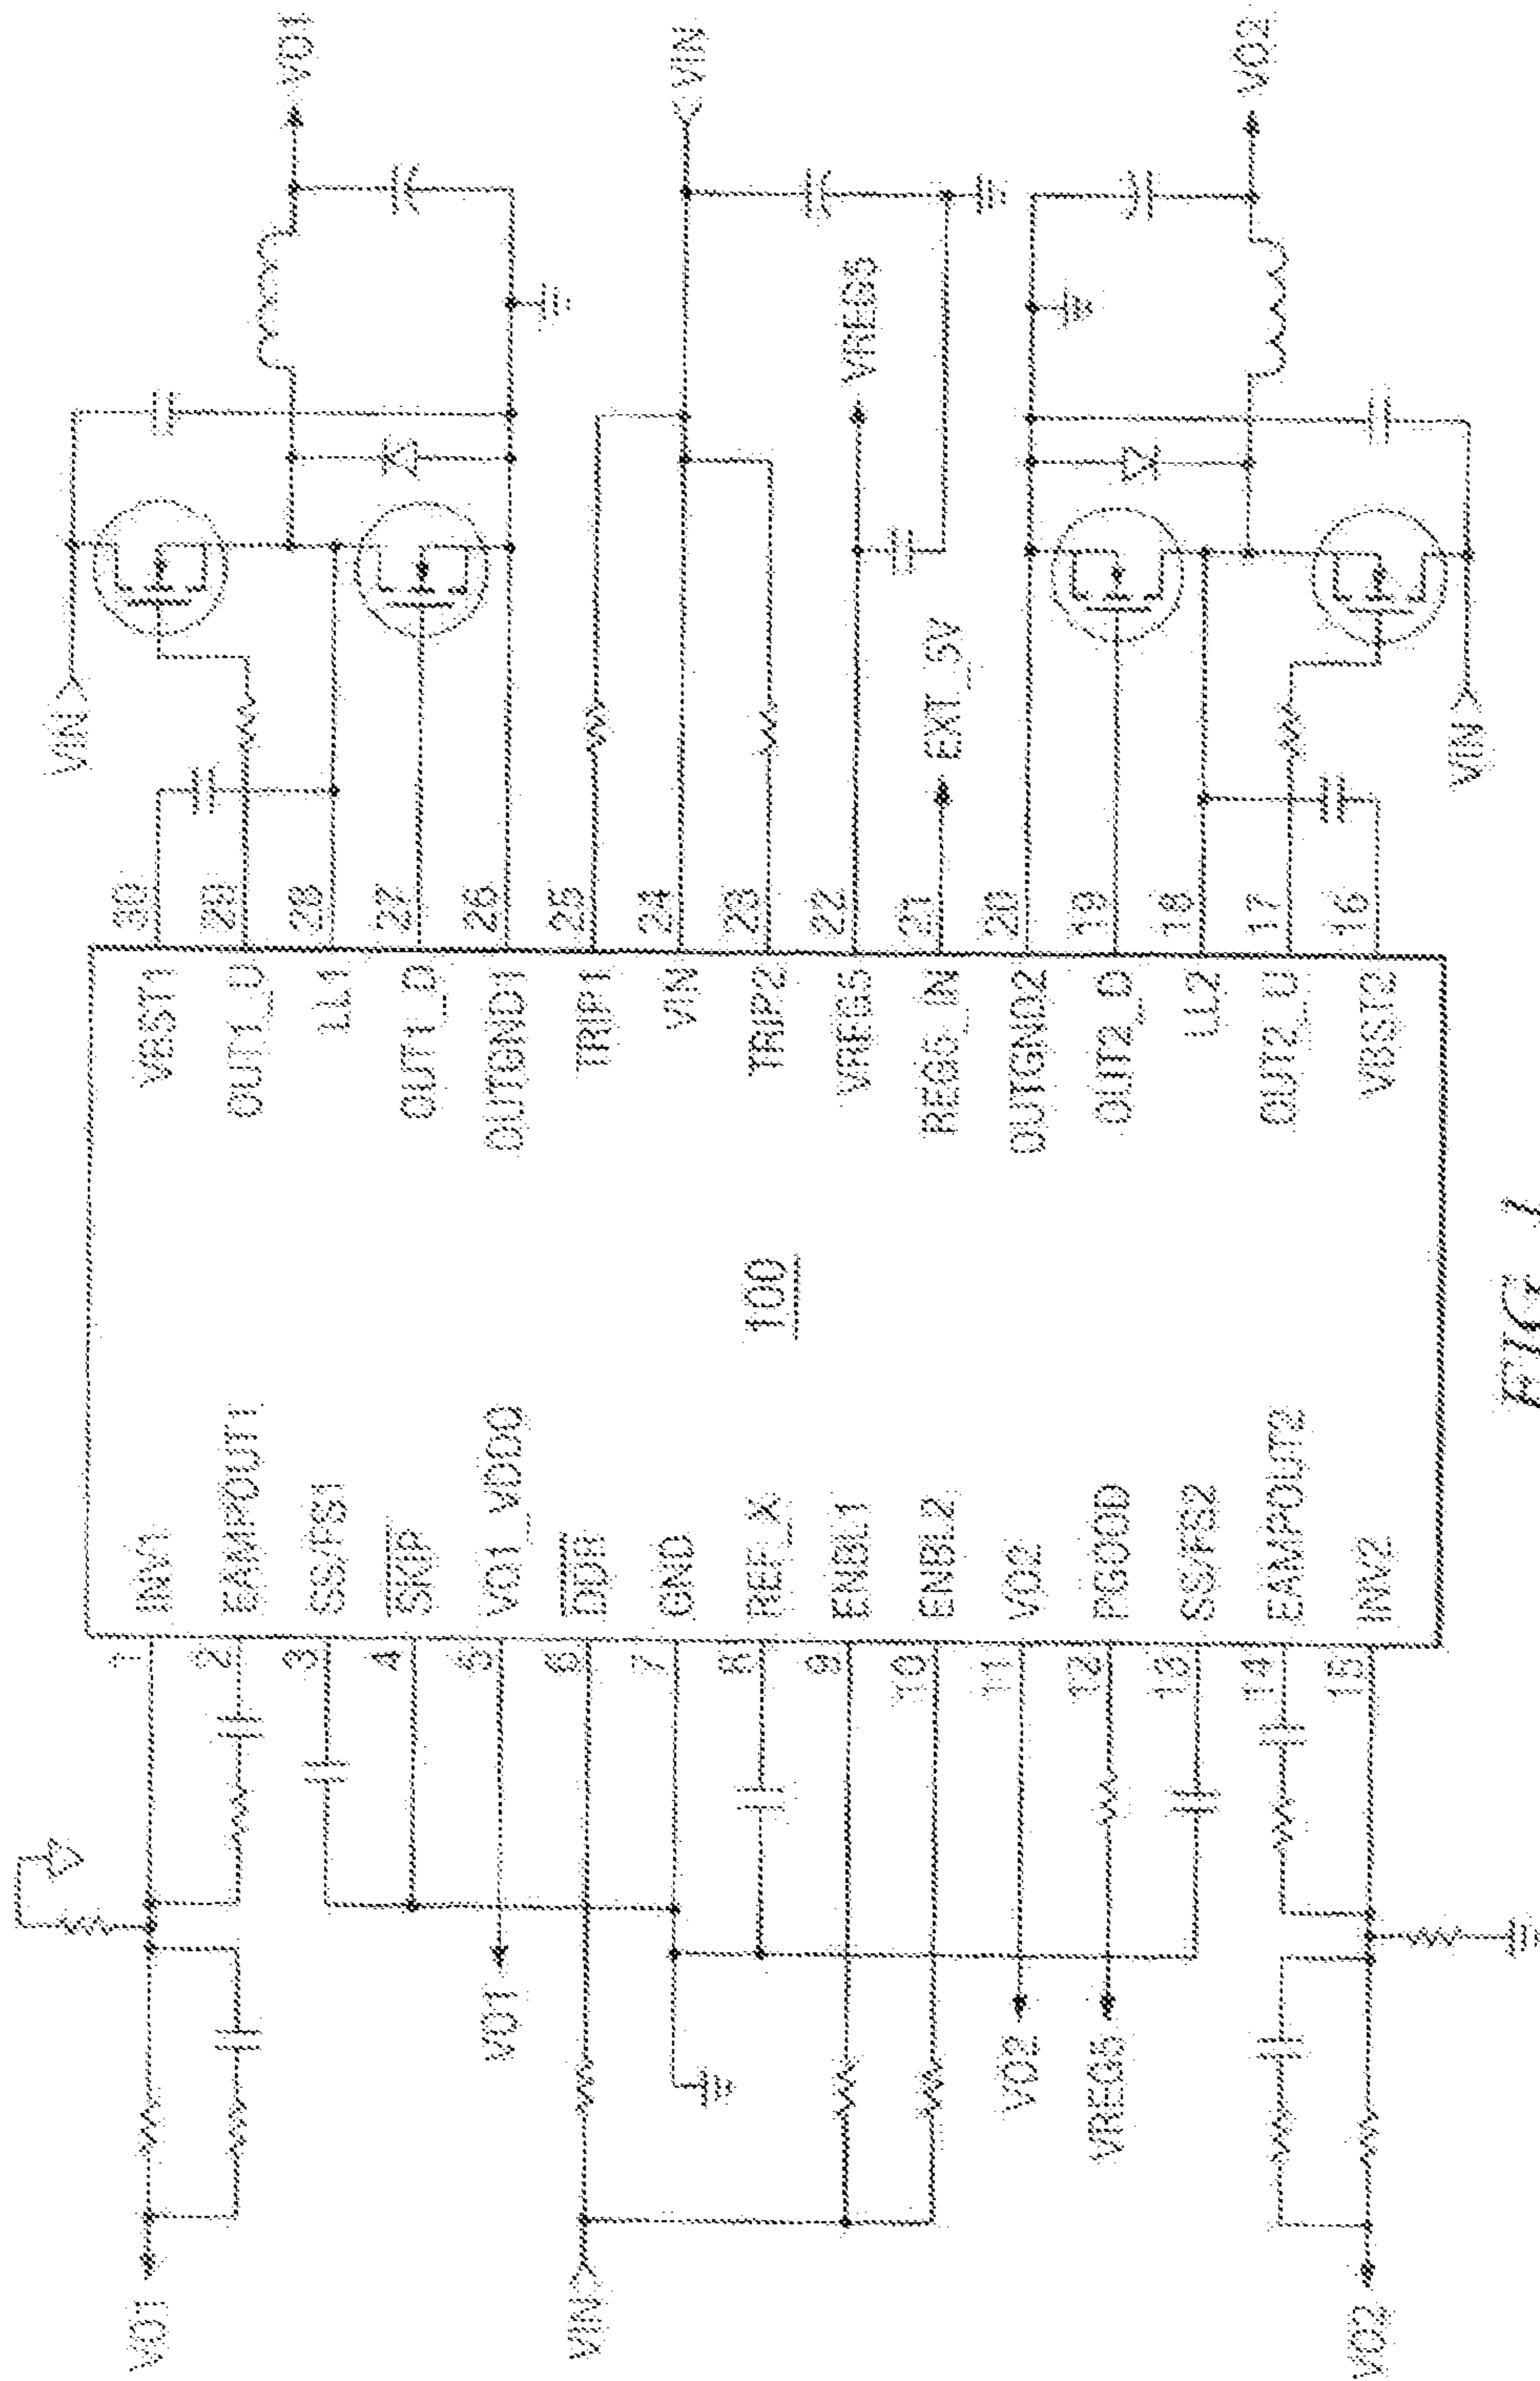 VO1
VIN
VO2
VO1
VO2
VREG5
1
2
3
4
5
6
7
8
9
10
11
12
13
14
15
INV1
EAMPOUT1
SS/FS1
SKIP
VO1_VDDQ
DDR
GND
REF_X
ENBL1
ENBL2
VO2
PGOOD
SS/FS2
EAMPOUT2
INV2
100
VBST1
OUT1_U
LL1
OUT1_D
OUTGND1
TRIP1
VIN
TRIP2
VREG5
REG5_IN
OUTGND2
OUT2_D
LL2
OUT2_U
VBST2
30
29
28
27
26
25
24
23
22
21
20
19
18
17
16
VIN
EXT_5V
VIN
VREG5
VO1
VIN
VO2
FIG. 1